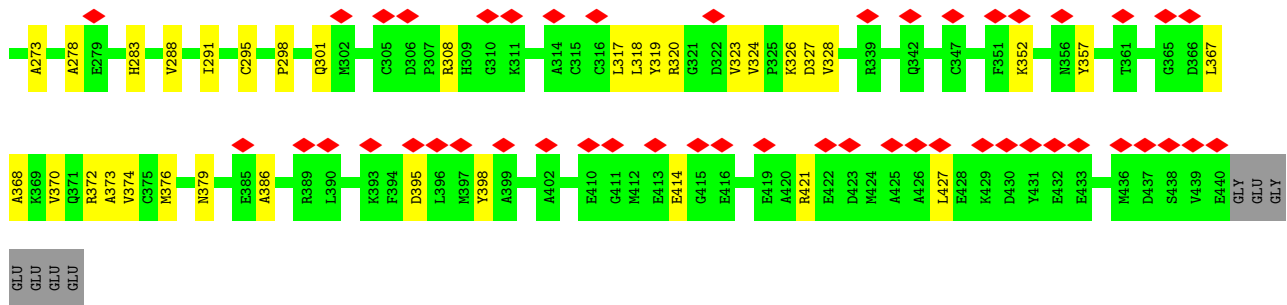 A273 A278 E279 H283 V288 I291 C295 P298 Q301 M302 C305 D306 P307 R308 H309 G310 K311 A314 C315 C316 L317 L318 Y319 R320 G321 D322 V323 V324 P325 K326 D327 V328 R339 Q342 C347 F351 K352 N356 Y357 T361 G365 D366 L367
A368 K369 V370 Q371 R372 A373 V374 C375 M376 N379 E385 A386 R389 L390 K393 F394 D395 L396 M397 Y398 A399 A402 E410 G411 M412 E413 E414 G415 E416 E419 A420 R421 E422 D423 M424 A425 A426 L427 E428 K429 D430 Y431 E432 E433 M436 D437 S438 V439 E440 GLY GLU GLY
GLU GLU GLU GLU